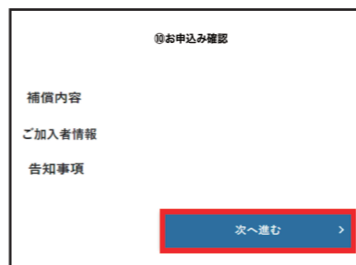 ⑩お申込み確認
補償内容
ご加入者情報
告知事項
次へ進む >